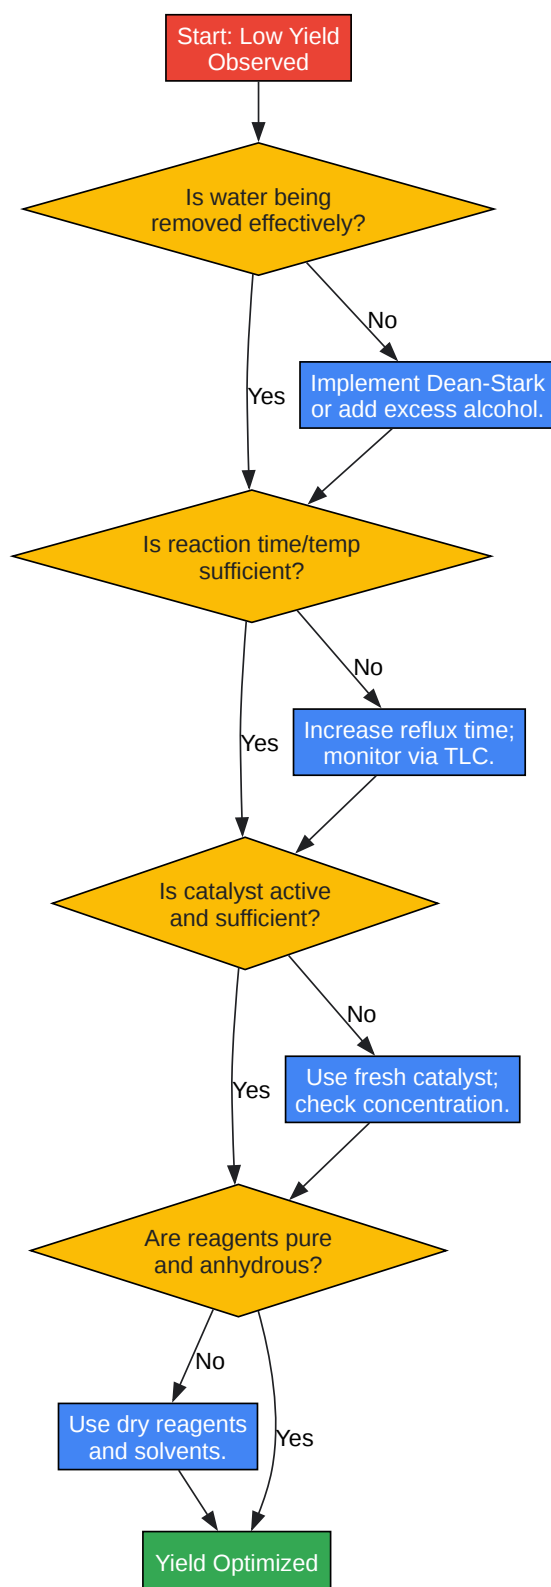 Start: Low Yield
Observed
Is water being
removed effectively?
No
Implement Dean-Stark
or add excess alcohol.
Yes
Is reaction time/temp
sufficient?
No
Increase reflux time;
monitor via TLC.
Yes
Is catalyst active
and sufficient?
No
Use fresh catalyst;
check concentration.
Yes
Are reagents pure
and anhydrous?
No
Use dry reagents
and solvents.
Yes
Yield Optimized